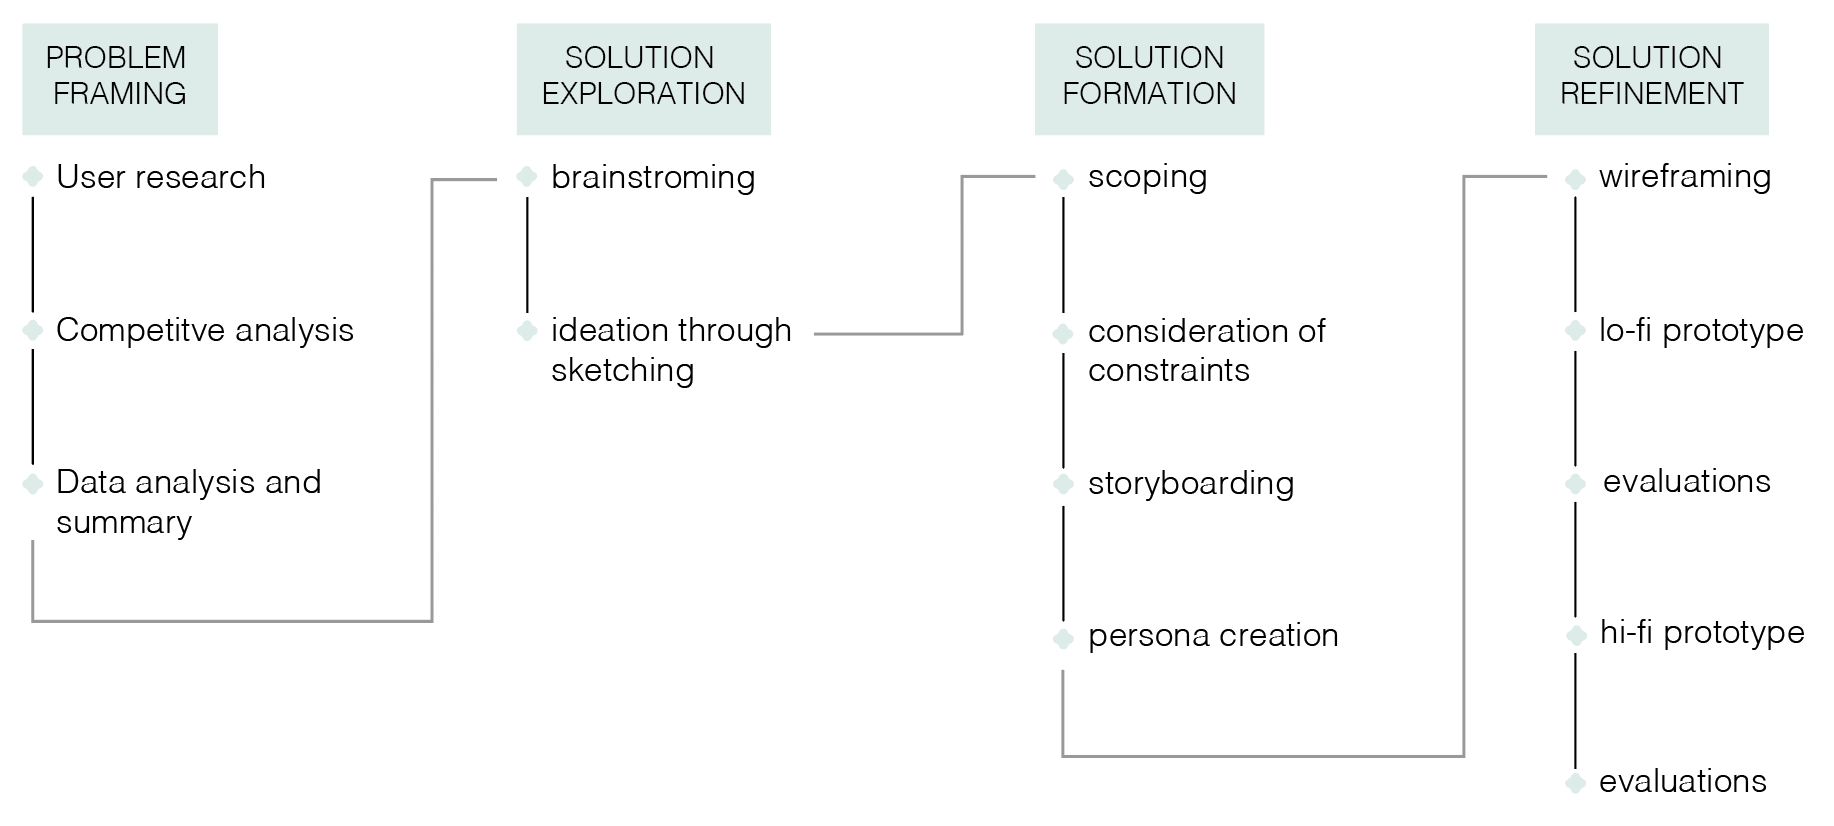 PROBLEM
FRAMING
User research
Competitve analysis
Data analysis and
summary
SOLUTION
EXPLORATION
brainstroming
ideation through
sketching
SOLUTION
FORMATION
scoping
consideration of
constraints
storyboarding
persona creation
SOLUTION
REFINEMENT
wireframing
lo-fi prototype
evaluations
hi-fi prototype
evaluations